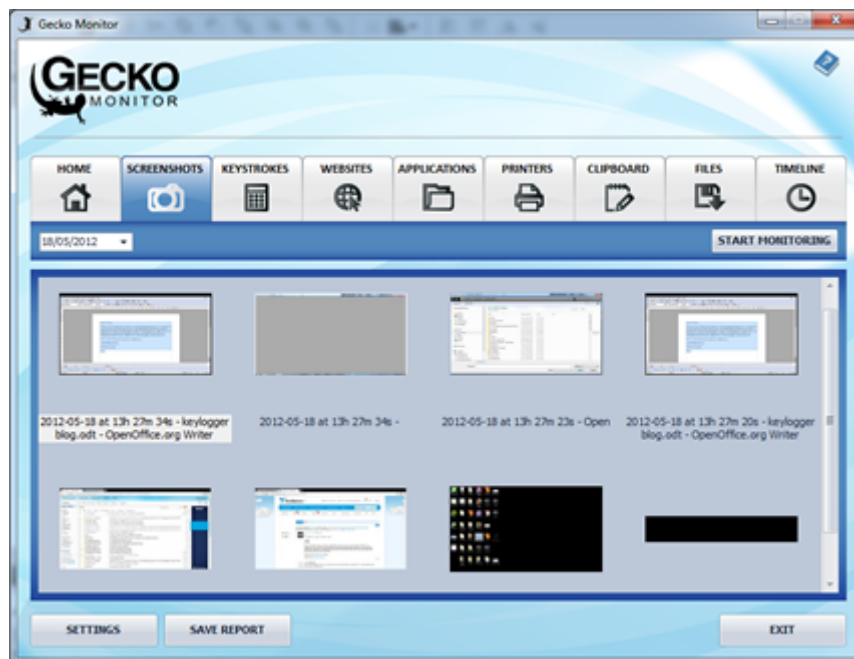 Gecko Monitor
GECKO
MONITOR
HOME
SCREENSHOTS
KEYSTROKES
WEBSITES
APPLICATIONS
PRINTERS
CLIPBOARD
FILES
TIMELINE
18/05/2012
START MONITORING
2012-05-18 at 13h 27m 34s - keylogger
blog.odt - OpenOffice.org Writer
2012-05-18 at 13h 27m 34s -
2012-05-18 at 13h 27m 23s - Open
2012-05-18 at 13h 27m 20s - keylogger
blog.odt - OpenOffice.org Writer
SETTINGS
SAVE REPORT
EXIT